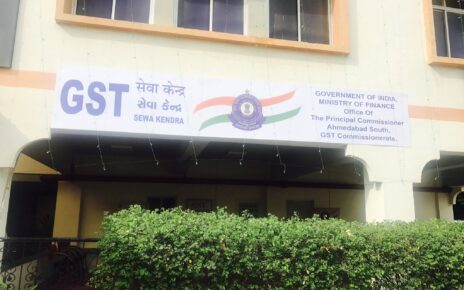 GST
सेवा केन्द्र
સેવા કેન્દ્ર
SEWA KENDRA
GOVERNMENT OF INDIA,
MINISTRY OF FINANCE
Office Of
The Principal Commissioner
Ahmedabad South,
GST Commissionerate.